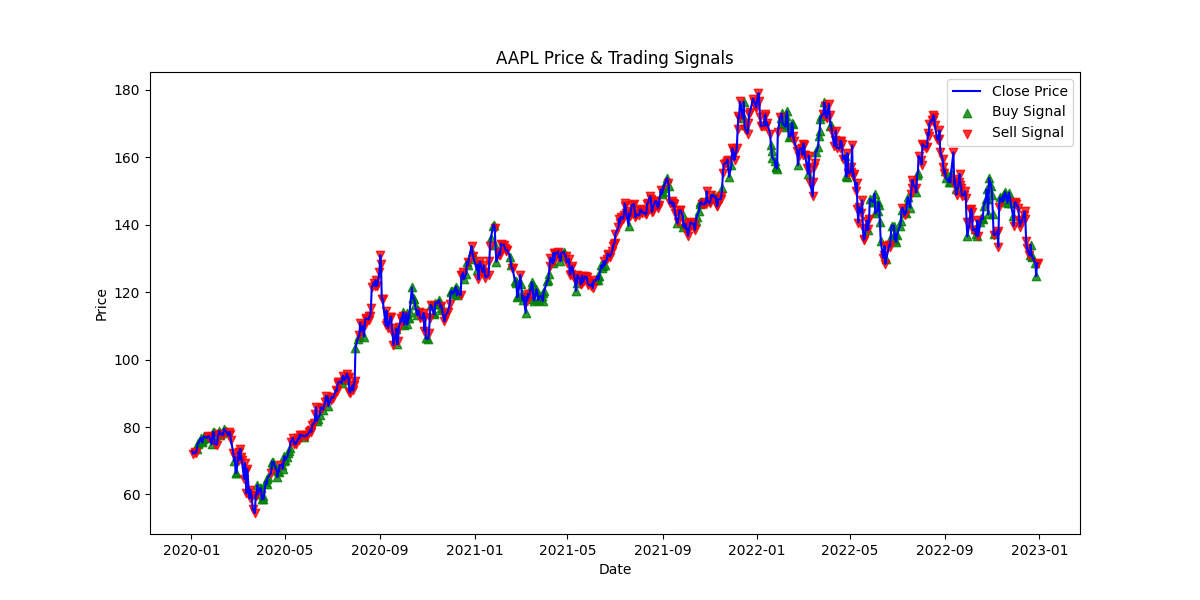 AAPL Price & Trading Signals
Close Price
Buy Signal
Sell Signal
Price
180
160
140
120
100
80
60
2020-01 2020-05 2020-09 2021-01 2021-05 2021-09 2022-01 2022-05 2022-09 2023-01
Date